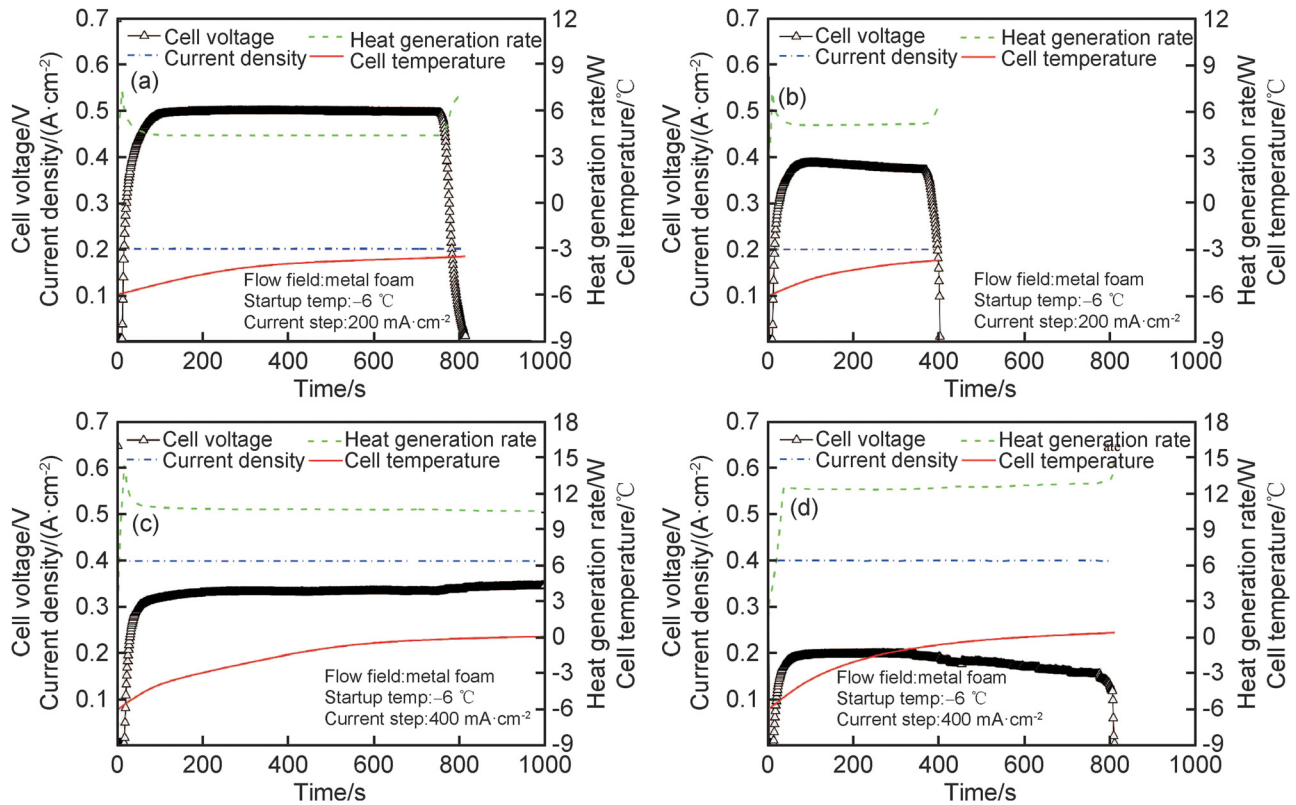 Cell voltage/V
Current density/(A·cm-2)
0.7
0.6
0.5
0.4
0.3
0.2
0.1
Cell voltage
Heat generation rate
Current density
Cell temperature
(a)
Flow field:metal foam
Startup temp:–6 ℃
Current step:200 mA·cm-2
12
9
6
3
0
-3
-6
-9
Heat generation rate/W
Cell temperature/℃
0 200 400 600 800 1000
Time/s
Cell voltage/V
Current density/(A·cm-2)
0.7
0.6
0.5
0.4
0.3
0.2
0.1
Cell voltage
Heat generation rate
Current density
Cell temperature
(b)
Flow field:metal foam
Startup temp:–6 ℃
Current step:200 mA·cm-2
12
9
6
3
0
-3
-6
-9
Heat generation rate/W
Cell temperature/℃
0 200 400 600 800 1000
Time/s
Cell voltage/V
Current density/(A·cm-2)
0.7
0.6
0.5
0.4
0.3
0.2
0.1
Cell voltage
Heat generation rate
Current density
Cell temperature
(c)
Flow field:metal foam
Startup temp:–6 ℃
Current step:400 mA·cm-2
18
15
12
9
6
3
0
-3
-6
-9
Heat generation rate/W
Cell temperature/℃
0 200 400 600 800 1000
Time/s
Cell voltage/V
Current density/(A·cm-2)
0.7
0.6
0.5
0.4
0.3
0.2
0.1
Cell voltage
Heat generation rate
ate
Current density
Cell temperature
(d)
Flow field:metal foam
Startup temp:–6 ℃
Current step:400 mA·cm-2
18
15
12
9
6
3
0
-3
-6
-9
Heat generation rate/W
Cell temperature/℃
0 200 400 600 800 1000
Time/s